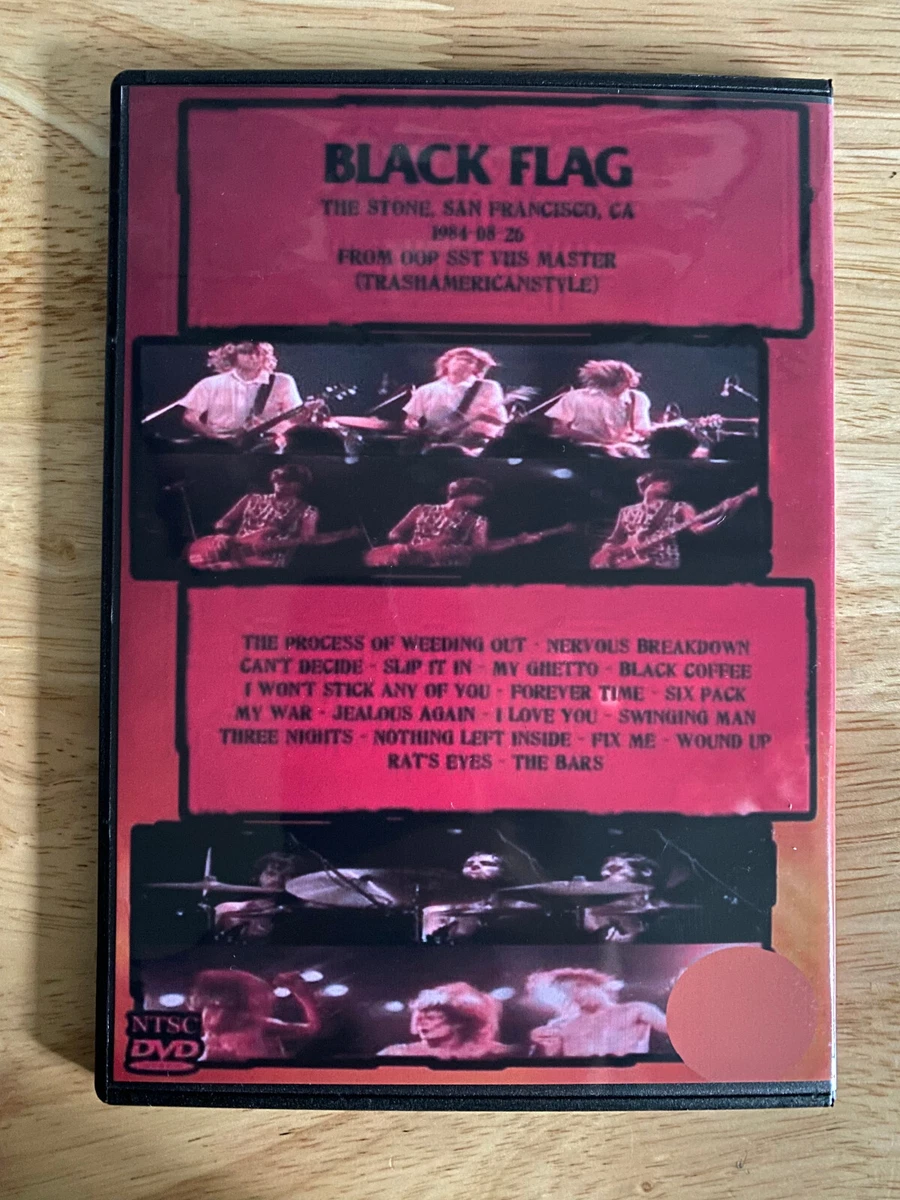 BLACK FLAG
THE STONE, SAN FRANCISCO, CA
1984-08-26
FROM OOP SST VHS MASTER
(TRASHAMERICANSTYLE)
THE PROCESS OF WEEDING OUT - NERVOUS BREAKDOWN
CAN'T DECIDE - SLIP IT IN - MY GHETTO - BLACK COFFEE
I WON'T STICK ANY OF YOU - FOREVER TIME - SIX PACK
MY WAR - JEALOUS AGAIN - I LOVE YOU - SWINGING MAN
THREE NIGHTS - NOTHING LEFT INSIDE - FIX ME - WOUND UP
RAT'S EYES - THE BARS
NTSC
DVD